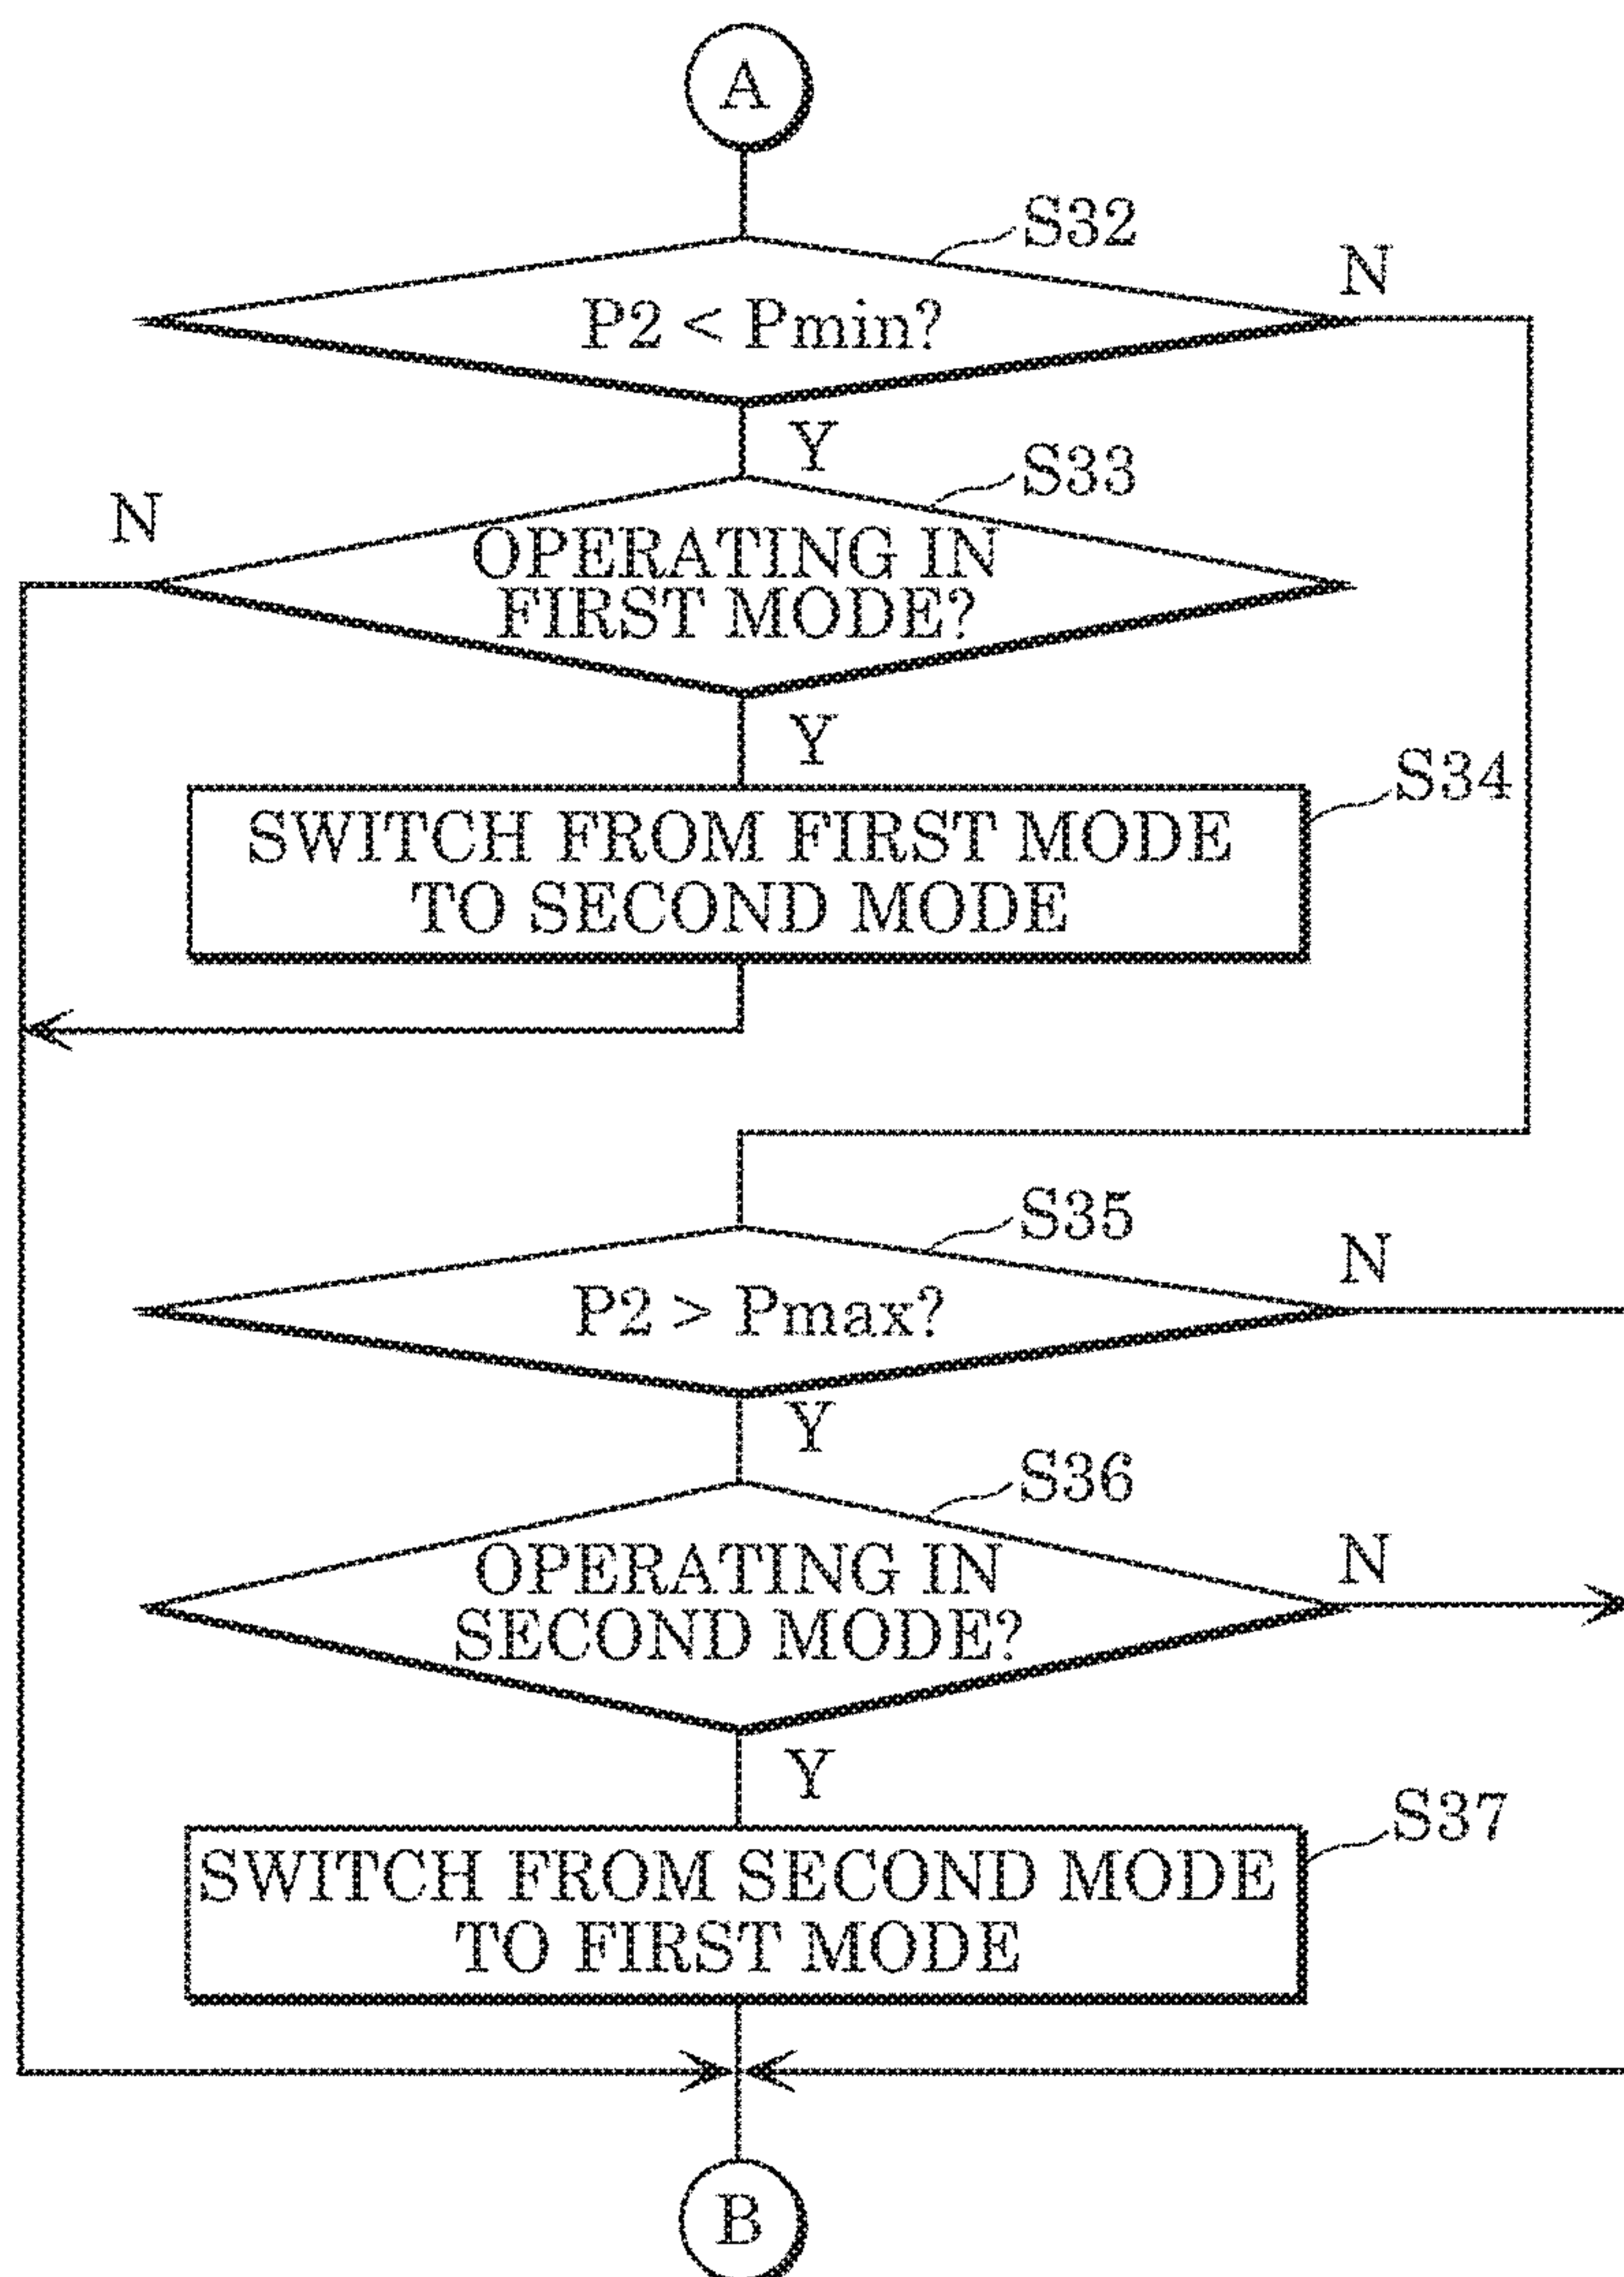 A
S32
N
P2 < Pmin?
Y
S33
N
OPERATING IN
FIRST MODE?
Y
S34
SWITCH FROM FIRST MODE
TO SECOND MODE
S35
N
P2 > Pmax?
Y
S36
N
OPERATING IN
SECOND MODE?
Y
S37
SWITCH FROM SECOND MODE
TO FIRST MODE
B